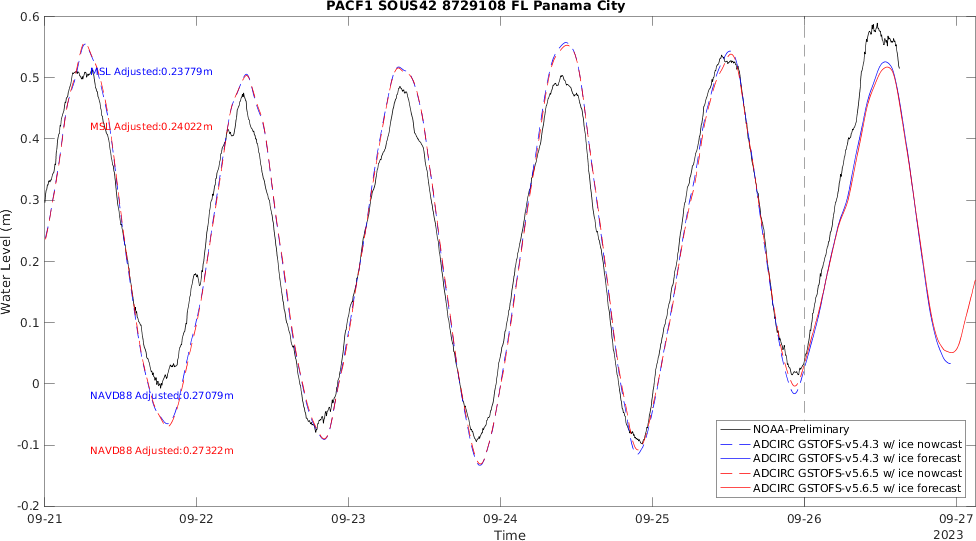 PACF1 SOUS42 8729108 FL Panama City
0.6
0.5
0.4
0.3
0.2
0.1
0
-0.1
-0.2
Water Level (m)
MSL Adjusted:0.23779m
MSL Adjusted:0.24022m
NAVD88 Adjusted:0.27079m
NAVD88 Adjusted:0.27322m
NOAA-Preliminary
ADCIRC GSTOFS-v5.4.3 w/ ice nowcast
ADCIRC GSTOFS-v5.4.3 w/ ice forecast
ADCIRC GSTOFS-v5.6.5 w/ ice nowcast
ADCIRC GSTOFS-v5.6.5 w/ ice forecast
09-21 09-22 09-23 09-24 09-25 09-26 09-27
2023
Time